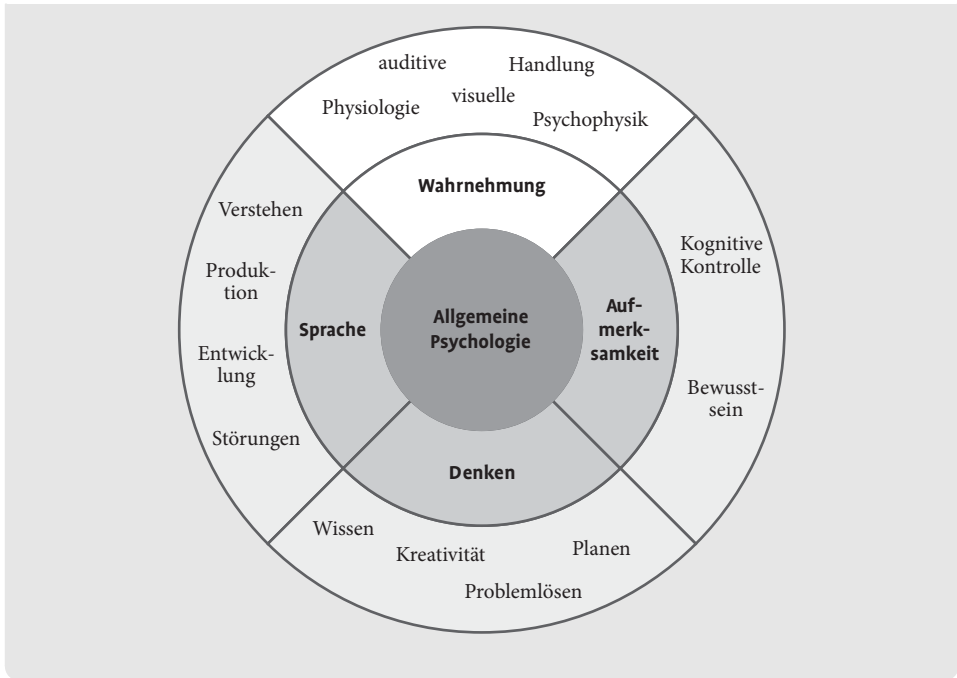 auditive
Handlung
visuelle
Physiologie
Psychophysik
Wahrnehmung
Verstehen
Produk-
tion
Entwick-
lung
Störungen
Sprache
Allgemeine
Psychologie
Auf-
merk-
samkeit
Kognitive
Kontrolle
Bewusst-
sein
Denken
Wissen
Kreativität
Planen
Problemlösen